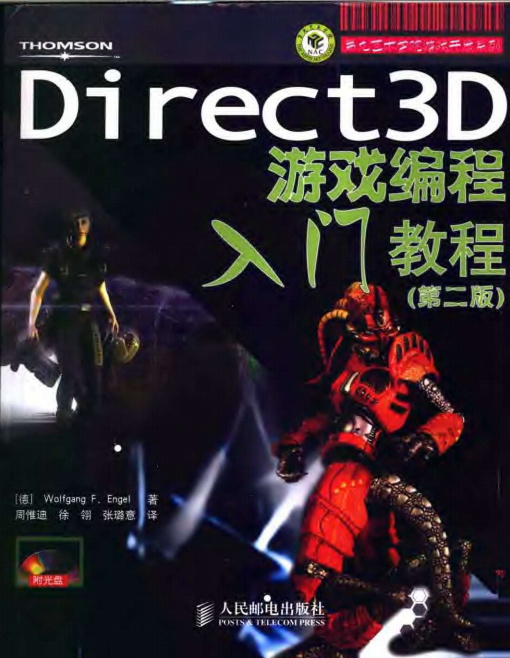 THOMSON
NAC
Direct3D
游戏编程
入门教程
(第二版)
[德] Wolfgang F. Engel 著
周惟迪 徐翎 张璐意 译
附光盘
人民邮电出版社
POSTS & TELECOM PRESS